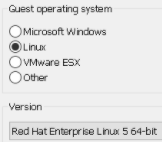 Guest operating system
Microsoft Windows
Linux
VMware ESX
Other
Version
Red Hat Enterprise Linux 5 64-bit